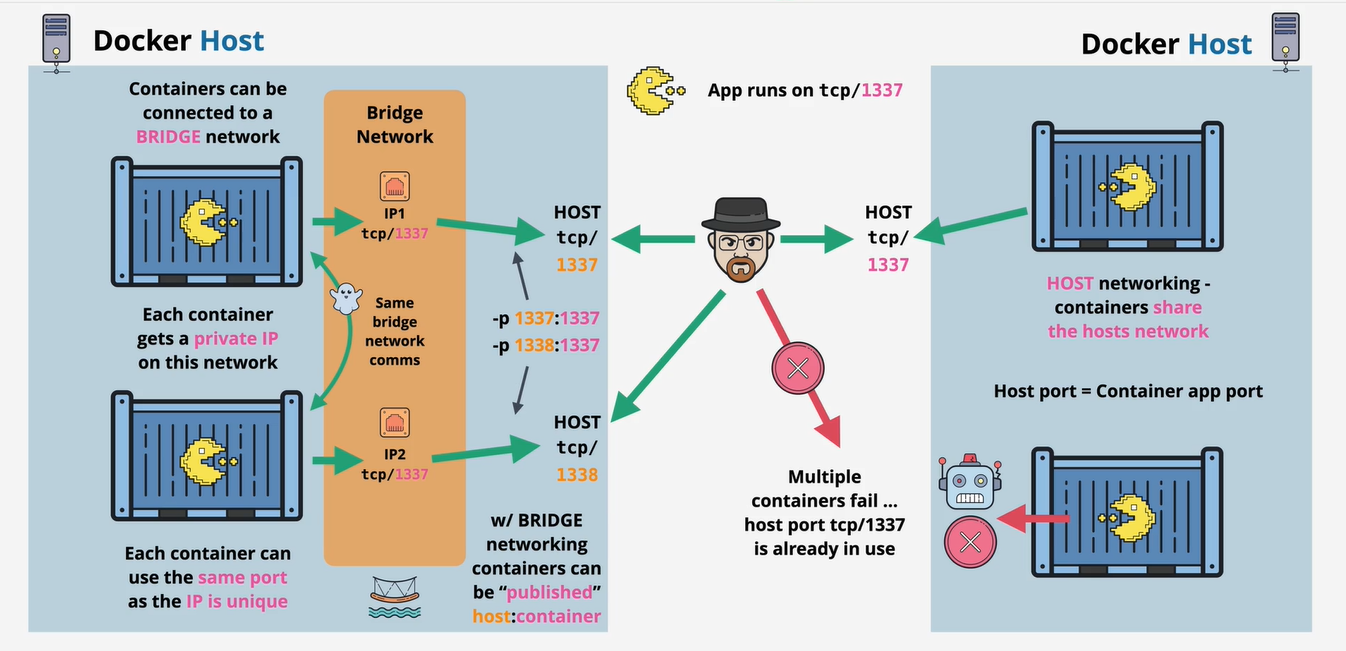 Docker Host
Containers can be
connected to a
BRIDGE network
Each container
gets a private IP
on this network
Each container can
use the same port
as the IP is unique
Bridge
Network
IP1
tcp/1337
Same
bridge
network
comms
IP2
tcp/1337
HOST
tcp/
1337
-p 1337:1337
-p 1338:1337
HOST
tcp/
1338
w/ BRIDGE
networking
containers can
be “published”
host:container
App runs on tcp/1337
Multiple
containers fail ...
host port tcp/1337
is already in use
Docker Host
HOST
tcp/
1337
HOST networking -
containers share
the hosts network
Host port = Container app port